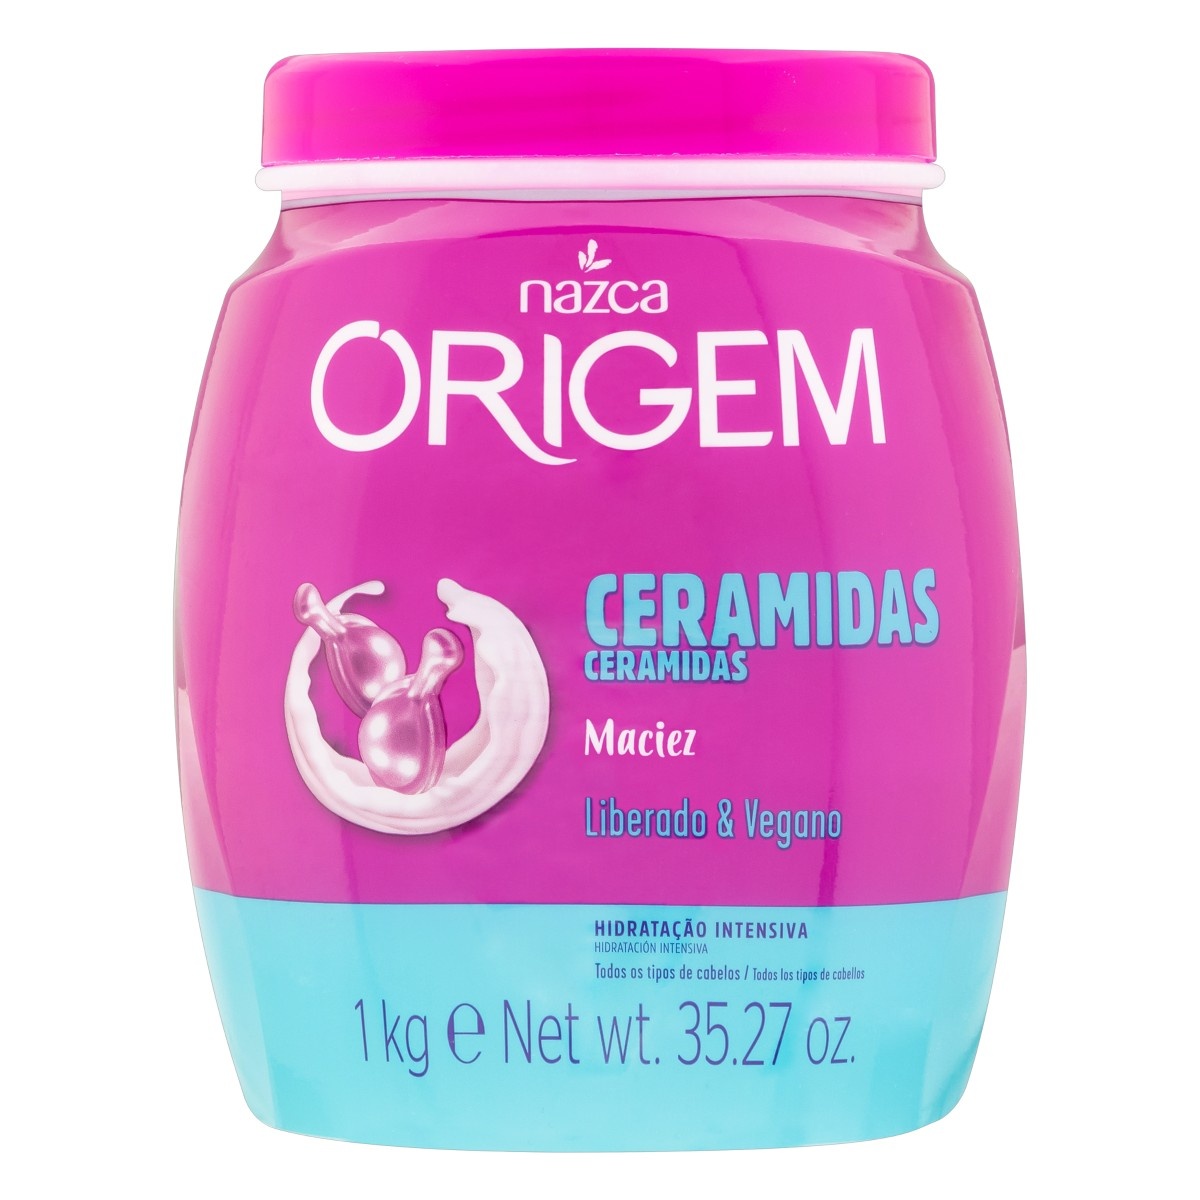 nazca
ORIGEM
CERAMIDAS
CERAMIDAS
Maciez
Liberado & Vegano
HIDRATAÇÃO INTENSIVA
HIDRATACIÓN INTENSIVA
Todos os tipos de cabelos / Todos los tipos de cabellos
1 kg ℮ Net wt. 35.27 oz.